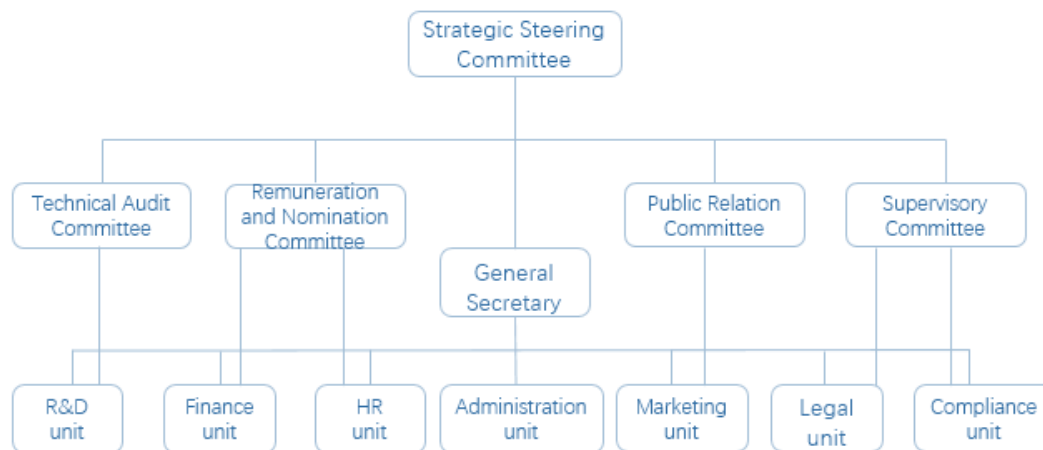 Strategic Steering
Committee
Technical Audit
Committee
Remuneration
and Nomination
Committee
Public Relation
Committee
Supervisory
Committee
General
Secretary
R&D
unit
Finance
unit
HR
unit
Administration
unit
Marketing
unit
Legal
unit
Compliance
unit